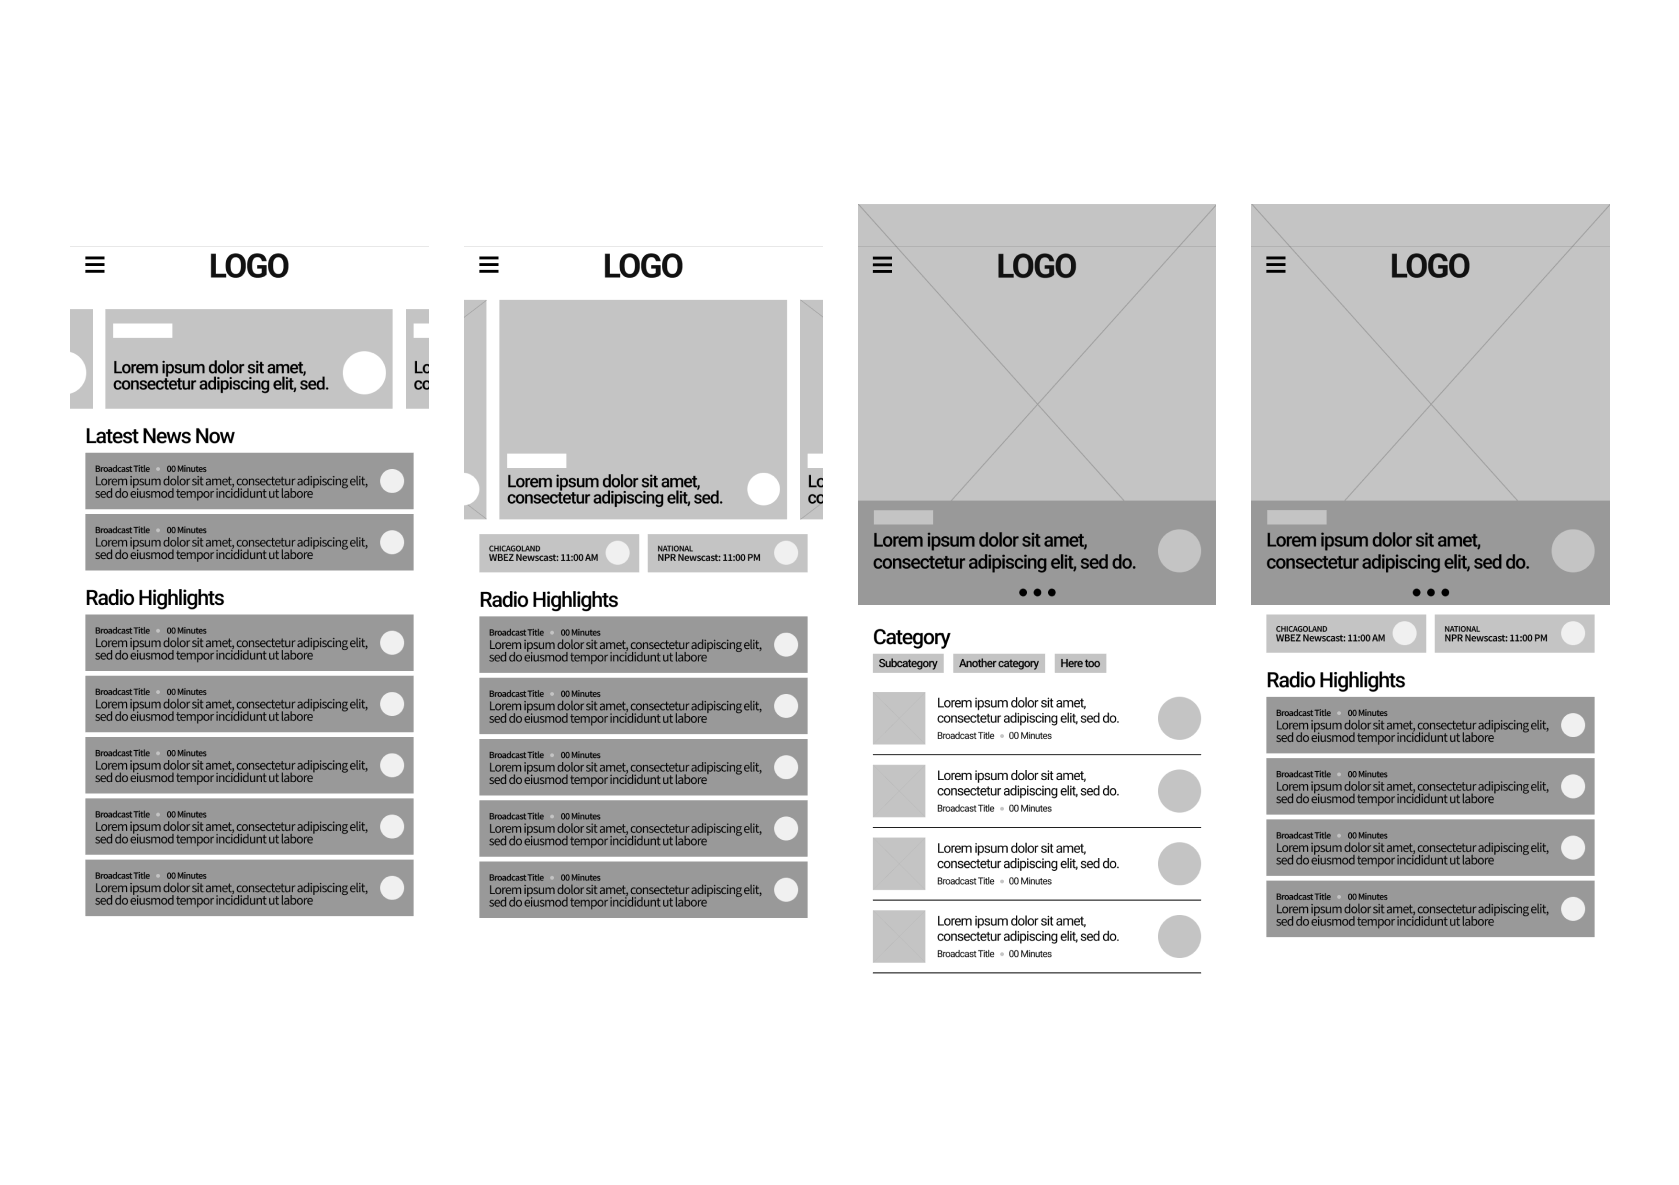 LOGO
Lorem ipsum dolor sit amet,
consectetur adipiscing elit, sed.
Lo
co
Latest News Now
Broadcast Title • 00 Minutes
Lorem ipsum dolor sit amet, consectetur adipiscing elit,
sed do eiusmod tempor incididunt ut labore
Broadcast Title • 00 Minutes
Lorem ipsum dolor sit amet, consectetur adipiscing elit,
sed do eiusmod tempor incididunt ut labore
Radio Highlights
Broadcast Title • 00 Minutes
Lorem ipsum dolor sit amet, consectetur adipiscing elit,
sed do eiusmod tempor incididunt ut labore
Broadcast Title • 00 Minutes
Lorem ipsum dolor sit amet, consectetur adipiscing elit,
sed do eiusmod tempor incididunt ut labore
Broadcast Title • 00 Minutes
Lorem ipsum dolor sit amet, consectetur adipiscing elit,
sed do eiusmod tempor incididunt ut labore
Broadcast Title • 00 Minutes
Lorem ipsum dolor sit amet, consectetur adipiscing elit,
sed do eiusmod tempor incididunt ut labore
Broadcast Title • 00 Minutes
Lorem ipsum dolor sit amet, consectetur adipiscing elit,
sed do eiusmod tempor incididunt ut labore
LOGO
Lorem ipsum dolor sit amet,
consectetur adipiscing elit, sed.
Lo
co
CHICAGOLAND
WBEZ Newscast: 11:00 AM
NATIONAL
NPR Newscast: 11:00 PM
Radio Highlights
Broadcast Title • 00 Minutes
Lorem ipsum dolor sit amet, consectetur adipiscing elit,
sed do eiusmod tempor incididunt ut labore
Broadcast Title • 00 Minutes
Lorem ipsum dolor sit amet, consectetur adipiscing elit,
sed do eiusmod tempor incididunt ut labore
Broadcast Title • 00 Minutes
Lorem ipsum dolor sit amet, consectetur adipiscing elit,
sed do eiusmod tempor incididunt ut labore
Broadcast Title • 00 Minutes
Lorem ipsum dolor sit amet, consectetur adipiscing elit,
sed do eiusmod tempor incididunt ut labore
Broadcast Title • 00 Minutes
Lorem ipsum dolor sit amet, consectetur adipiscing elit,
sed do eiusmod tempor incididunt ut labore
LOGO
Lorem ipsum dolor sit amet,
consectetur adipiscing elit, sed do.
Category
Subcategory
Another category
Here too
Lorem ipsum dolor sit amet,
consectetur adipiscing elit, sed do.
Broadcast Title • 00 Minutes
Lorem ipsum dolor sit amet,
consectetur adipiscing elit, sed do.
Broadcast Title • 00 Minutes
Lorem ipsum dolor sit amet,
consectetur adipiscing elit, sed do.
Broadcast Title • 00 Minutes
Lorem ipsum dolor sit amet,
consectetur adipiscing elit, sed do.
Broadcast Title • 00 Minutes
LOGO
Lorem ipsum dolor sit amet,
consectetur adipiscing elit, sed do.
CHICAGOLAND
WBEZ Newscast: 11:00 AM
NATIONAL
NPR Newscast: 11:00 PM
Radio Highlights
Broadcast Title • 00 Minutes
Lorem ipsum dolor sit amet, consectetur adipiscing elit,
sed do eiusmod tempor incididunt ut labore
Broadcast Title • 00 Minutes
Lorem ipsum dolor sit amet, consectetur adipiscing elit,
sed do eiusmod tempor incididunt ut labore
Broadcast Title • 00 Minutes
Lorem ipsum dolor sit amet, consectetur adipiscing elit,
sed do eiusmod tempor incididunt ut labore
Broadcast Title • 00 Minutes
Lorem ipsum dolor sit amet, consectetur adipiscing elit,
sed do eiusmod tempor incididunt ut labore